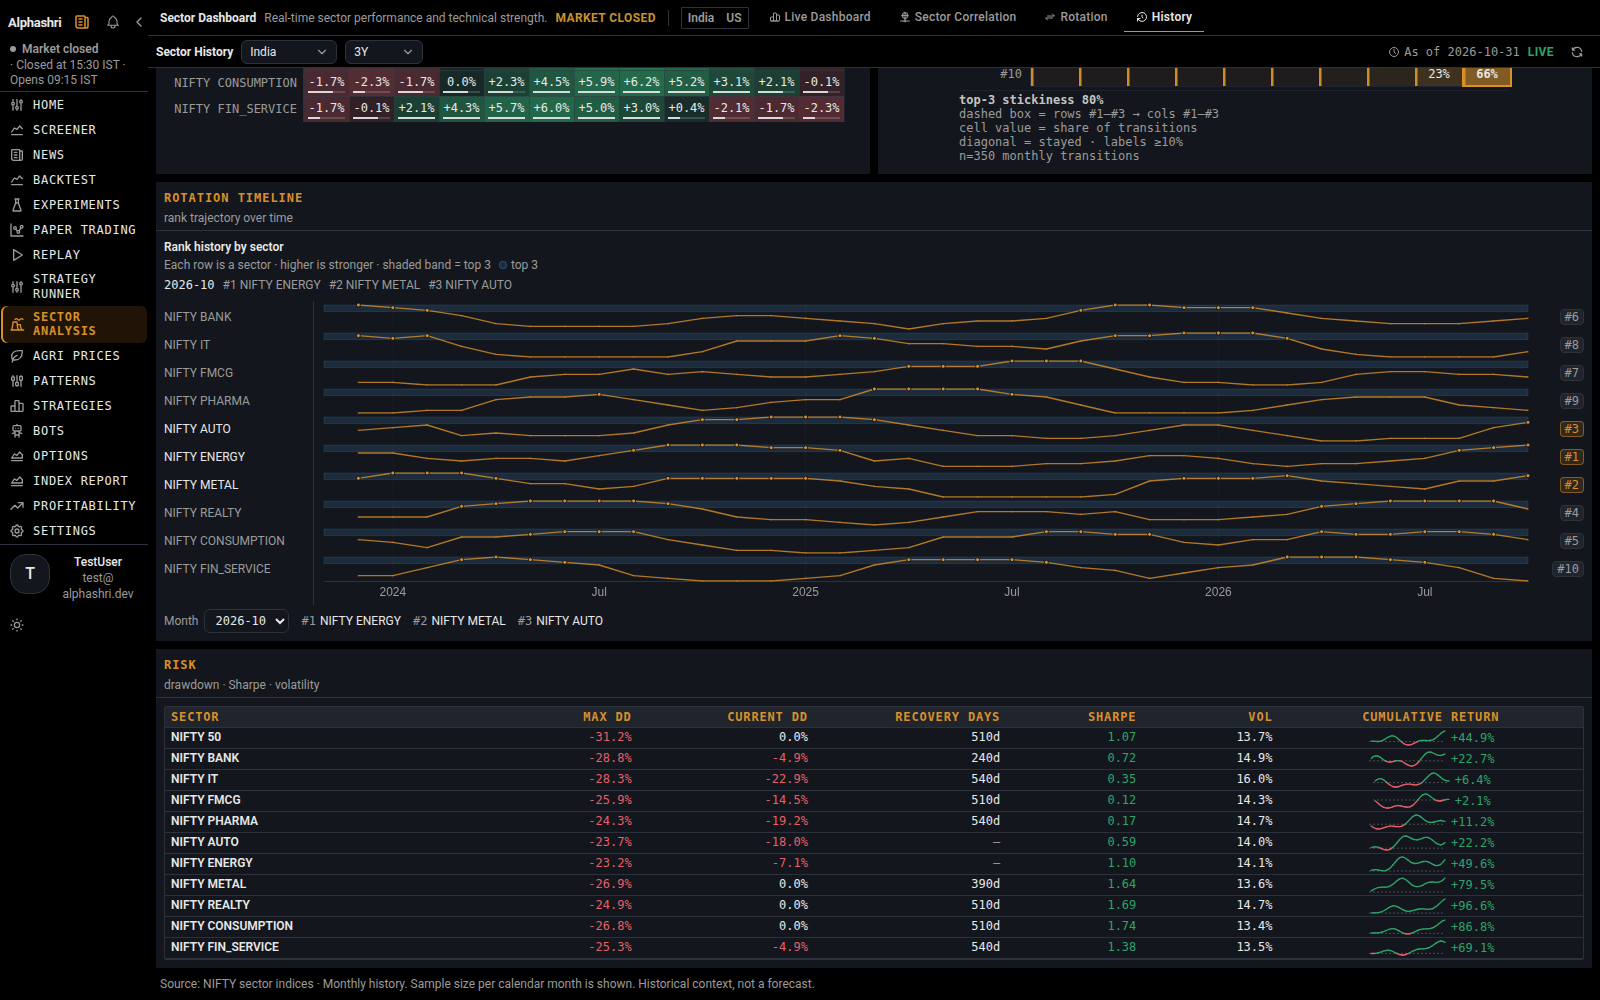 Alphashri
Market closed
· Closed at 15:30 IST ·
Opens 09:15 IST
HOME
SCREENER
NEWS
BACKTEST
EXPERIMENTS
PAPER TRADING
REPLAY
STRATEGY
RUNNER
SECTOR
ANALYSIS
AGRI PRICES
PATTERNS
STRATEGIES
BOTS
OPTIONS
INDEX REPORT
PROFITABILITY
SETTINGS
T
TestUser
test@
alphashri.dev
Sector Dashboard Real-time sector performance and technical strength. MARKET CLOSED India US Live Dashboard Sector Correlation Rotation History
Sector History India 3Y As of 2026-10-31 LIVE
NIFTY CONSUMPTION -1.7% -2.3% -1.7% 0.0% +2.3% +4.5% +5.9% +6.2% +5.2% +3.1% +2.1% -0.1%
NIFTY FIN_SERVICE -1.7% -0.1% +2.1% +4.3% +5.7% +6.0% +5.0% +3.0% +0.4% -2.1% -1.7% -2.3%
#10 23% 66%
top-3 stickiness 80%
dashed box = rows #1–#3 → cols #1–#3
cell value = share of transitions
diagonal = stayed · labels ≥10%
n=350 monthly transitions
ROTATION TIMELINE
rank trajectory over time
Rank history by sector
Each row is a sector · higher is stronger · shaded band = top 3 top 3
2026-10 #1 NIFTY ENERGY #2 NIFTY METAL #3 NIFTY AUTO
NIFTY BANK #6
NIFTY IT #8
NIFTY FMCG #7
NIFTY PHARMA #9
NIFTY AUTO #3
NIFTY ENERGY #1
NIFTY METAL #2
NIFTY REALTY #4
NIFTY CONSUMPTION #5
NIFTY FIN_SERVICE #10
2024 Jul 2025 Jul 2026 Jul
Month 2026-10 #1 NIFTY ENERGY #2 NIFTY METAL #3 NIFTY AUTO
RISK
drawdown · Sharpe · volatility
SECTOR MAX DD CURRENT DD RECOVERY DAYS SHARPE VOL CUMULATIVE RETURN
NIFTY 50 -31.2% 0.0% 510d 1.07 13.7% +44.9%
NIFTY BANK -28.8% -4.9% 240d 0.72 14.9% +22.7%
NIFTY IT -28.3% -22.9% 540d 0.35 16.0% +6.4%
NIFTY FMCG -25.9% -14.5% 510d 0.12 14.3% +2.1%
NIFTY PHARMA -24.3% -19.2% 540d 0.17 14.7% +11.2%
NIFTY AUTO -23.7% -18.0% – 0.59 14.0% +22.2%
NIFTY ENERGY -23.2% -7.1% – 1.10 14.1% +49.6%
NIFTY METAL -26.9% 0.0% 390d 1.64 13.6% +79.5%
NIFTY REALTY -24.9% 0.0% 510d 1.69 14.7% +96.6%
NIFTY CONSUMPTION -26.8% 0.0% 510d 1.74 13.4% +86.8%
NIFTY FIN_SERVICE -25.3% -4.9% 540d 1.38 13.5% +69.1%
Source: NIFTY sector indices · Monthly history. Sample size per calendar month is shown. Historical context, not a forecast.